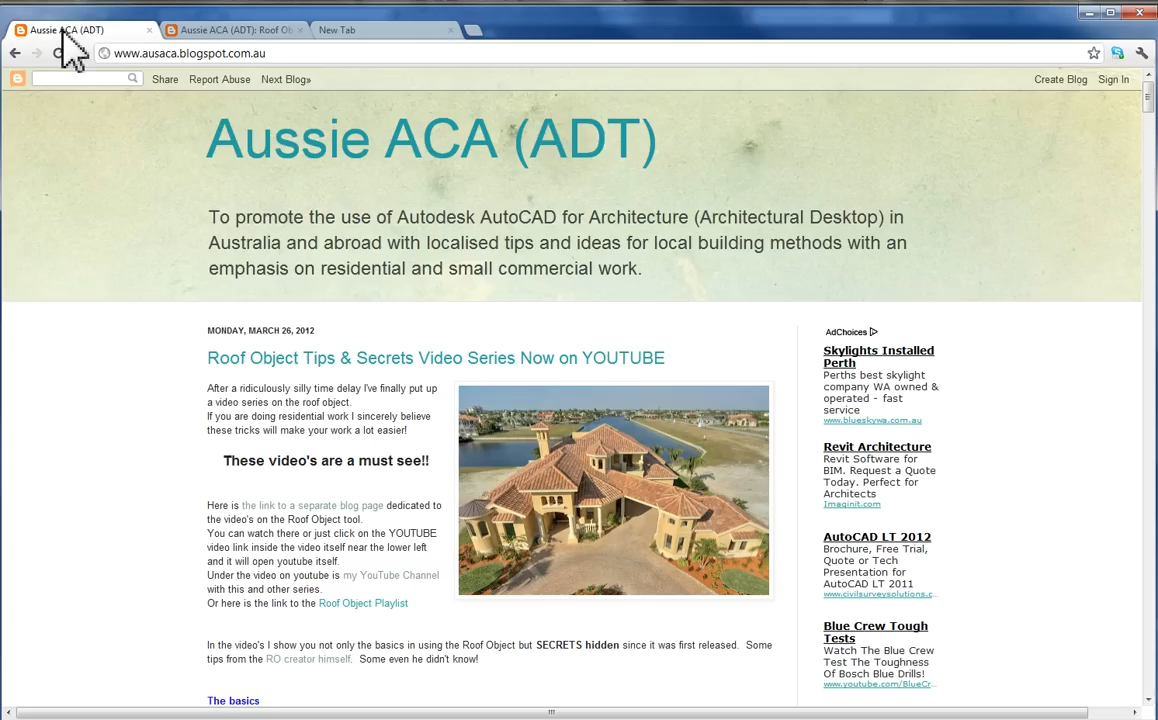 Aussie ACA (ADT)
Aussie ACA (ADT): Roof Ob
New Tab
www.ausaca.blogspot.com.au
Share
Report Abuse
Next Blog»
Create Blog
Sign In
Aussie ACA (ADT)
To promote the use of Autodesk AutoCAD for Architecture (Architectural Desktop) in
Australia and abroad with localised tips and ideas for local building methods with an
emphasis on residential and small commercial work.
MONDAY, MARCH 26, 2012
Roof Object Tips & Secrets Video Series Now on YOUTUBE
After a ridiculously silly time delay I've finally put up
a video series on the roof object.
If you are doing residential work I sincerely believe
these tricks will make your work a lot easier!
These video's are a must see!!
Here is the link to a separate blog page dedicated to
the video's on the Roof Object tool.
You can watch there or just click on the YOUTUBE
video link inside the video itself near the lower left
and it will open youtube itself.
Under the video on youtube is my YouTube Channel
with this and other series.
Or here is the link to the Roof Object Playlist
In the video's I show you not only the basics in using the Roof Object but SECRETS hidden since it was first released. Some
tips from the RO creator himself. Some even he didn't know!
The basics
AdChoices
Skylights Installed
Perth
Perths best skylight
company WA owned &
operated - fast
service
www.blueskywa.com.au
Revit Architecture
Revit Software for
BIM. Request a Quote
Today. Perfect for
Architects
Imaginit.com
AutoCAD LT 2012
Brochure, Free Trial,
Quote or Tech
Presentation for
AutoCAD LT 2011
www.civilsurveysolutions.c...
Blue Crew Tough
Tests
Watch The Blue Crew
Test The Toughness
Of Bosch Blue Drills!
www.youtube.com/BlueCr...